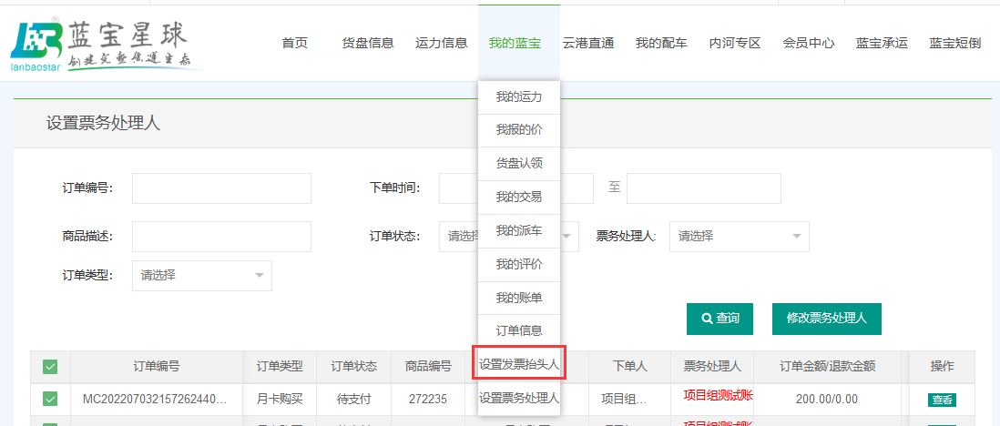 蓝宝星球
创建完整供应生态
lanbaostar
首页 货盘信息 运力信息 我的蓝宝 云港直通 我的配车 内河专区 会员中心 蓝宝承运 蓝宝短倒
我的运力
我报的价
货盘认领
我的交易
我的派车
我的评价
我的账单
订单信息
设置发票抬头人
设置票务处理人
设置票务处理人
订单编号:
下单时间: 至
商品描述:
订单状态: 请选择
票务处理人: 请选择
订单类型: 请选择
查询 修改票务处理人
订单编号 订单类型 订单状态 商品编号 下单人 票务处理人 订单金额/退款金额 操作
MC202207032157262440... 月卡购买 待支付 272235 项目组... 项目组测试账 200.00/0.00 查看